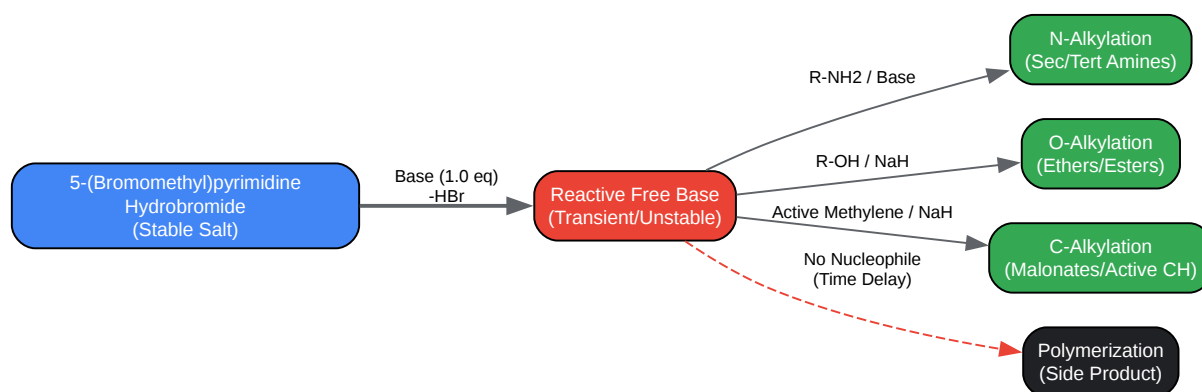 5-(Bromomethyl)pyrimidine
Hydrobromide
(Stable Salt)
Base (1.0 eq)
-HBr
Reactive Free Base
(Transient/Unstable)
R-NH2 / Base
N-Alkylation
(Sec/Tert Amines)
R-OH / NaH
O-Alkylation
(Ethers/Esters)
Active Methylene / NaH
C-Alkylation
(Malonates/Active CH)
No Nucleophile
(Time Delay)
Polymerization
(Side Product)